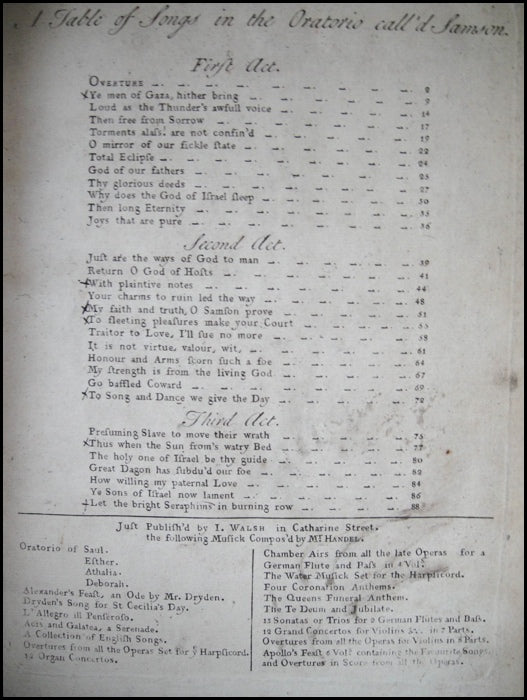 A Table of Songs in the Oratorio call'd Samson.
First Act.
OVERTURE 2
Ye men of Gaza, hither bring 9
Loud as the Thunder's awfull voice 14
Then free from Sorrow 17
Torments alaſs! are not confin'd 19
O mirror of our fickle ſtate 22
Total Eclipſe 24
God of our fathers 25
Thy glorious deeds 27
Why does the God of Iſrael ſleep 30
Then long Eternity 35
Joys that are pure 36
Second Act.
Juſt are the ways of God to man 39
Return O God of Hoſts 41
With plaintive notes 44
Your charms to ruin led the way 48
My faith and truth, O Samſon prove 51
To fleeting pleaſures make your Court 55
Traitor to Love, I'll ſue no more 58
It is not virtue, valour, wit, 61
Honour and Arms ſcorn ſuch a foe 64
My ſtrength is from the living God 67
Go baffled Coward 69
To Song and Dance we give the Day 72
Third Act.
Preſuming Slave to move their wrath 75
Thus when the Sun from's watry Bed 77
The holy one of Iſrael be thy guide 80
Great Dagon has ſubdu'd our foe 82
How willing my paternal Love 84
Ye Sons of Iſrael now lament 86
Let the bright Seraphims in burning row 88
Juſt Publiſh'd by I. WALSH in Catharine Street.
the following Muſick Compos'd by Mr. HANDEL.
Oratorio of Saul.
Eſther.
Athalia.
Deborah.
Alexander's Feaſt, an Ode by Mr. Dryden.
Dryden's Song for St Cecilia's Day.
L'Allegro il Penſeroſo.
Acis and Galatea, a Serenade.
A Collection of Engliſh Songs.
Overtures from all the Operas Set for ye Harpſicord.
12 Organ Concertos.
Chamber Airs from all the late Operas for a
German Flute and Baſs in 4 Vols.
The Water Muſick Set for the Harpſicord.
Four Coronation Anthems.
The Queens Funeral Anthem.
The Te Deum and Jubilate.
13 Sonatas or Trios for 2 German Flutes and Baſs.
12 Grand Concertos for Violins &c. in 7 Parts.
Overtures from all the Operas for Violins in 8 Parts.
Apollo's Feaſt 5 Vols. containing the Favourite Songs
and Overtures in Score from all the Operas.